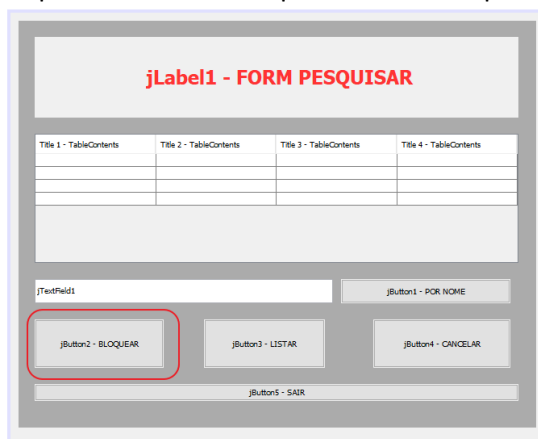 jLabel1 - FORM PESQUISAR
Title 1 - TableContents Title 2 - TableContents Title 3 - TableContents Title 4 - TableContents
jTextField1 jButton1 - POR NOME
jButton2 - BLOQUEAR jButton3 - LISTAR jButton4 - CANCELAR
jButton5 - SAIR